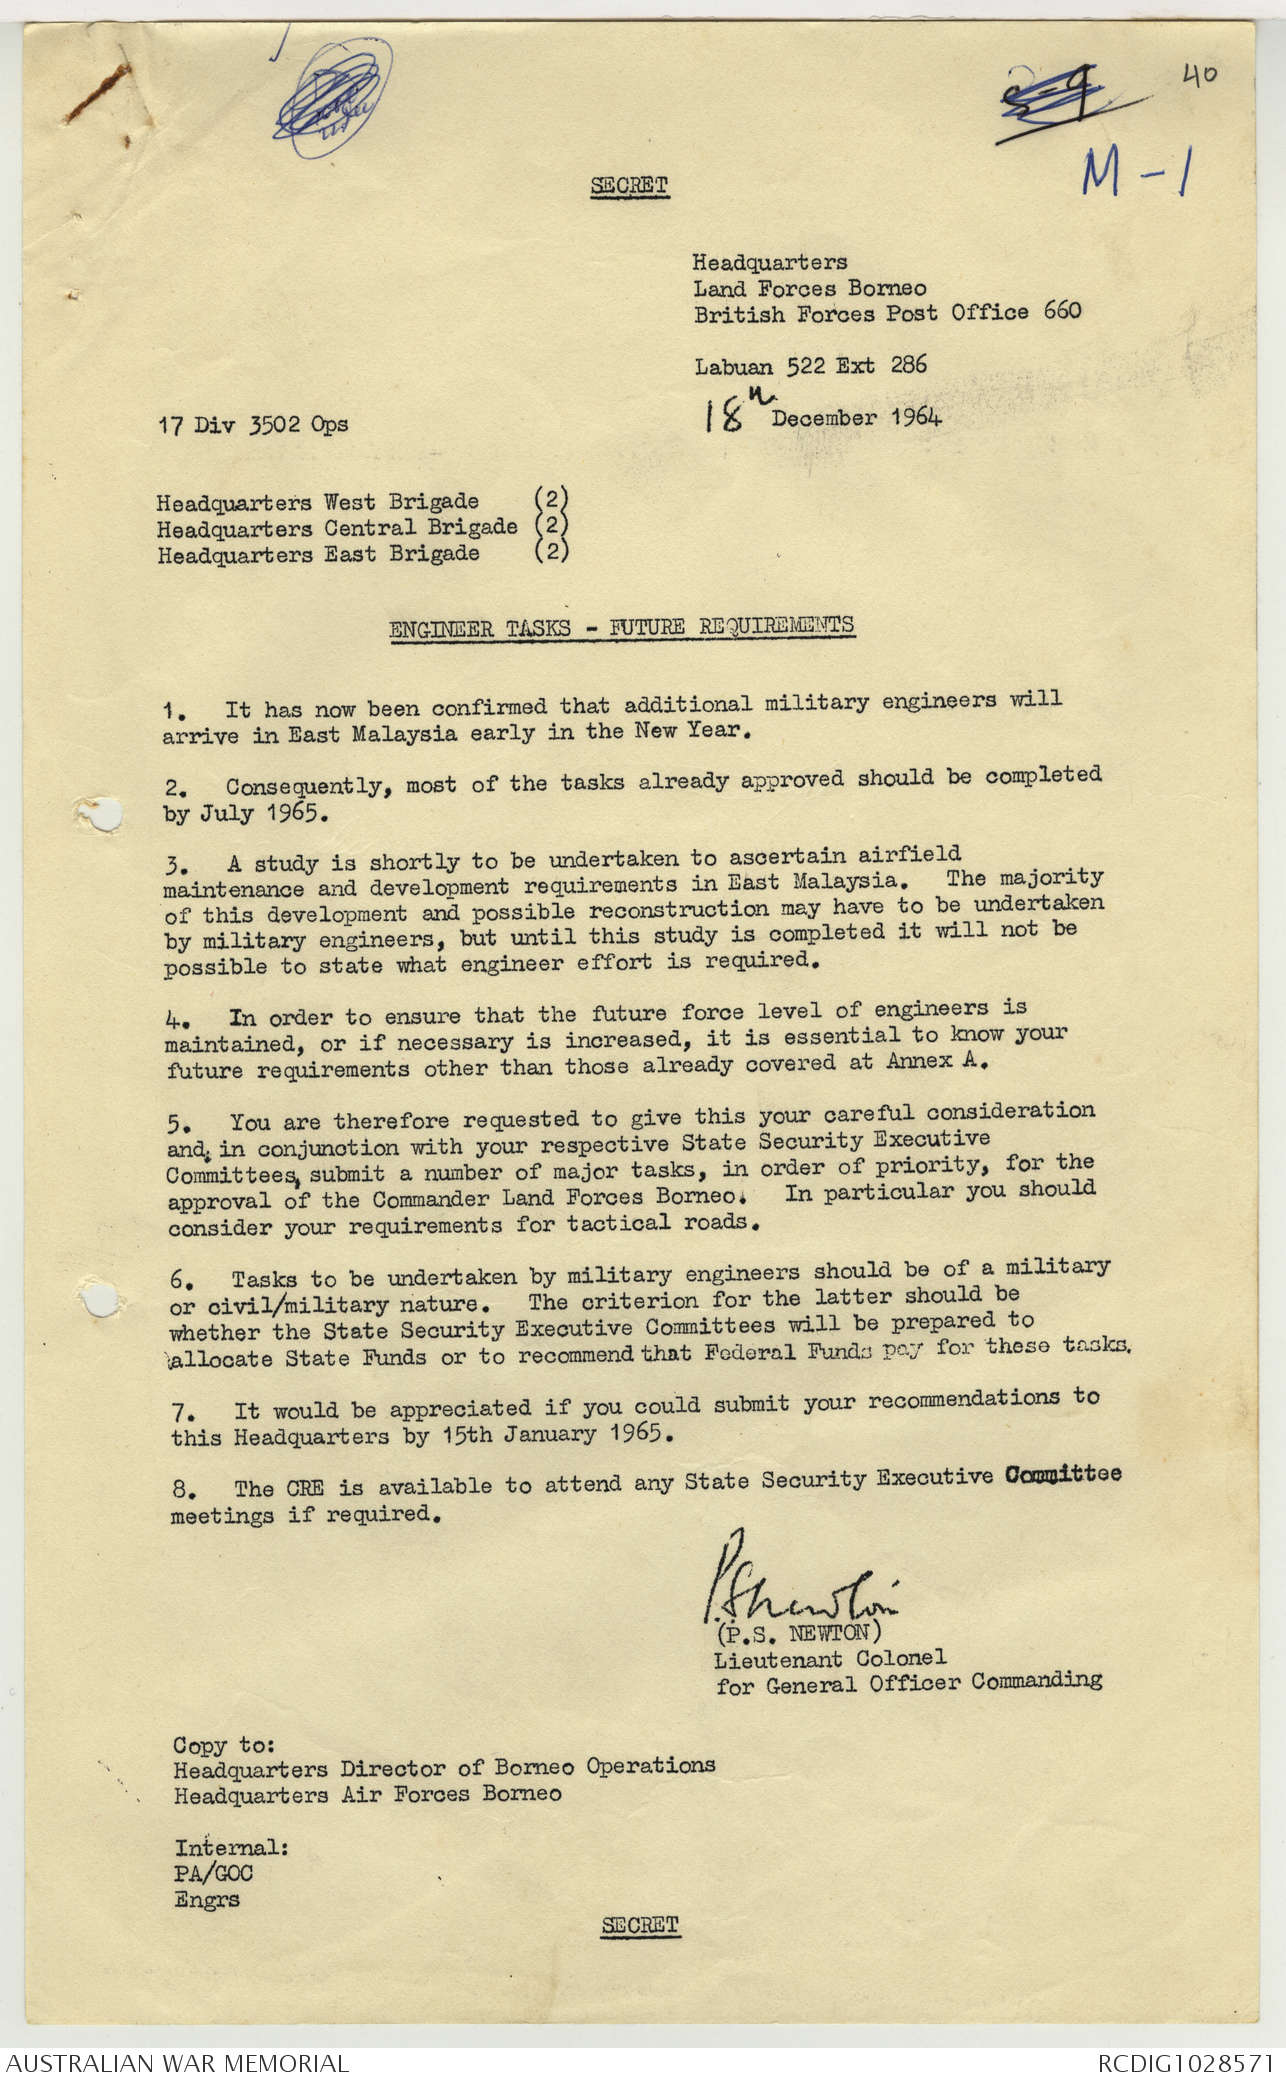 40
M-1
SECRET
Headquarters
Land Forces Borneo
British Forces Post Office 660
Labuan 522 Ext 286
17 Div 3502 Ops
18th December 1964
Headquarters West Brigade (2)
Headquarters Central Brigade (2)
Headquarters East Brigade (2)
ENGINEER TASKS - FUTURE REQUIREMENTS
1. It has now been confirmed that additional military engineers will
arrive in East Malaysia early in the New Year.
2. Consequently, most of the tasks already approved should be completed
by July 1965.
3. A study is shortly to be undertaken to ascertain airfield
maintenance and development requirements in East Malaysia. The majority
of this development and possible reconstruction may have to be undertaken
by military engineers, but until this study is completed it will not be
possible to state what engineer effort is required.
4. In order to ensure that the future force level of engineers is
maintained, or if necessary is increased, it is essential to know your
future requirements other than those already covered at Annex A.
5. You are therefore requested to give this your careful consideration
and, in conjunction with your respective State Security Executive
Committees, submit a number of major tasks, in order of priority, for the
approval of the Commander Land Forces Borneo. In particular you should
consider your requirements for tactical roads.
6. Tasks to be undertaken by military engineers should be of a military
or civil/military nature. The criterion for the latter should be
whether the State Security Executive Committees will be prepared to
allocate State Funds or to recommend that Federal Funds pay for these tasks.
7. It would be appreciated if you could submit your recommendations to
this Headquarters by 15th January 1965.
8. The CRE is available to attend any State Security Executive Committee
meetings if required.
P.S. Newton
(P.S. NEWTON)
Lieutenant Colonel
for General Officer Commanding
Copy to:
Headquarters Director of Borneo Operations
Headquarters Air Forces Borneo
Internal:
PA/GOC
Engrs
SECRET
AUSTRALIAN WAR MEMORIAL
RCDIG1028571